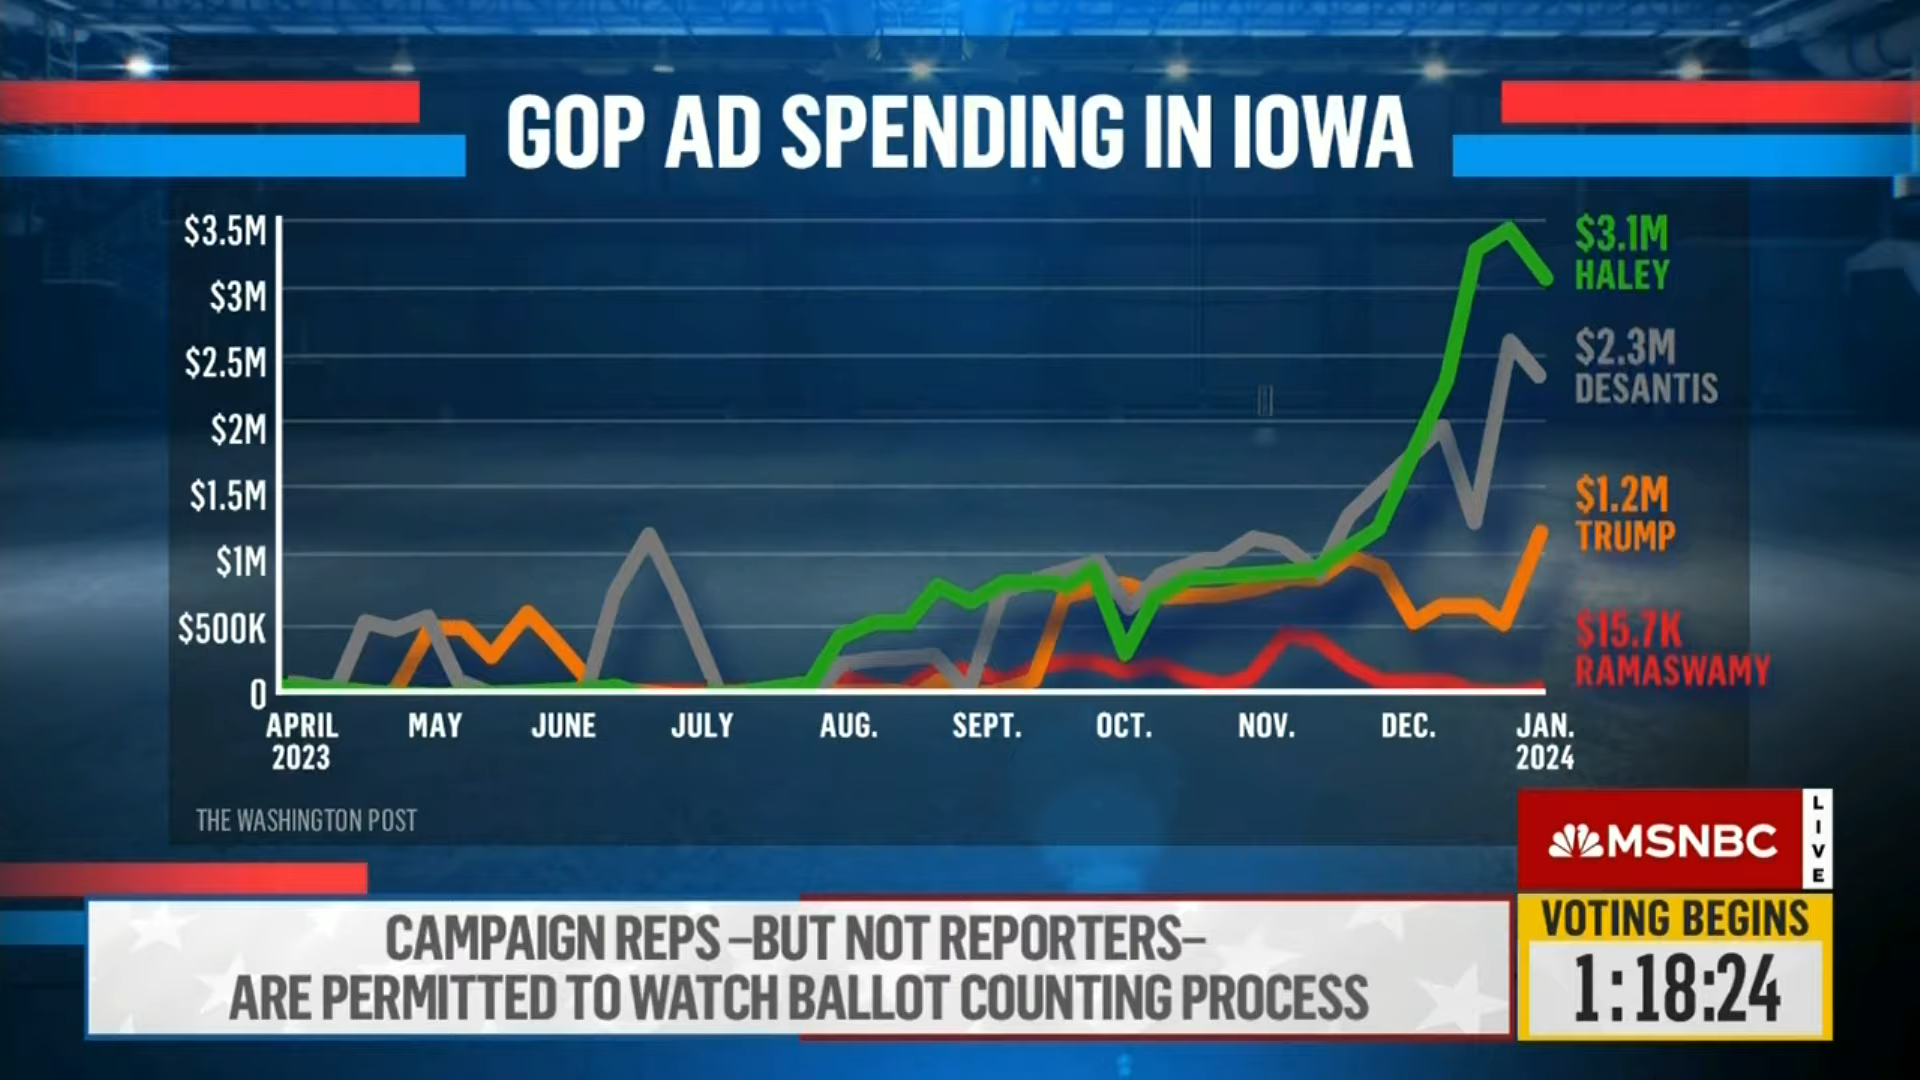 GOP AD SPENDING IN IOWA
$3.5M
$3M
$2.5M
$2M
$1.5M
$1M
$500K
0
APRIL 2023
MAY
JUNE
JULY
AUG.
SEPT.
OCT.
NOV.
DEC.
JAN. 2024
$3.1M
HALEY
$2.3M
DESANTIS
$1.2M
TRUMP
$15.7K
RAMASWAMY
THE WASHINGTON POST
MSNBC
LIVE
CAMPAIGN REPS –BUT NOT REPORTERS–
ARE PERMITTED TO WATCH BALLOT COUNTING PROCESS
VOTING BEGINS
1:18:24